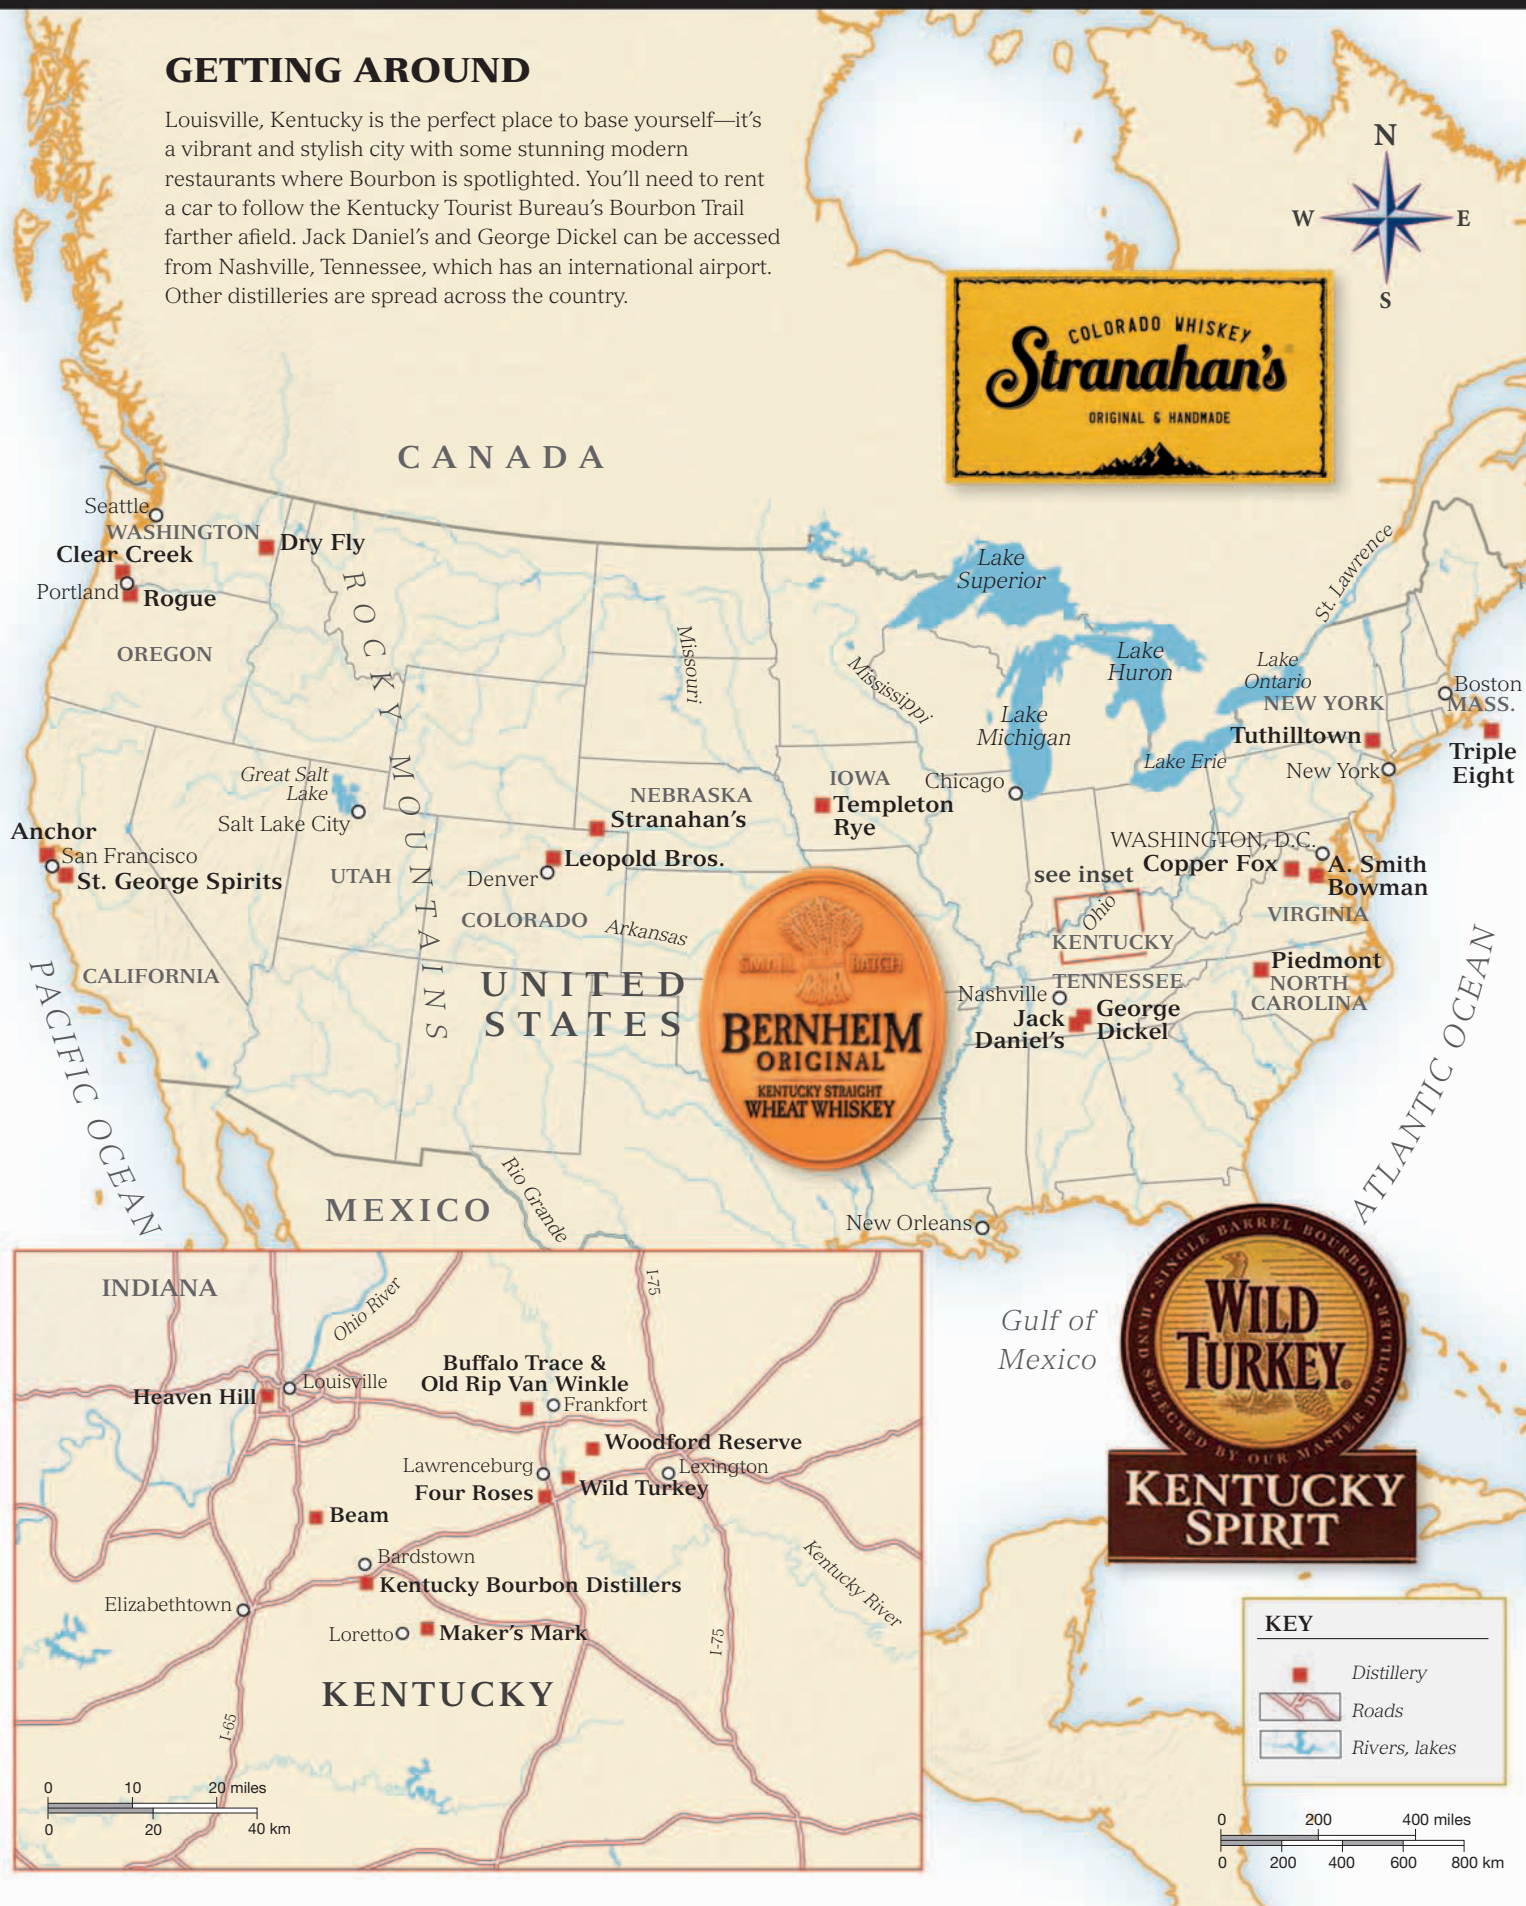 GETTING AROUND
Louisville, Kentucky is the perfect place to base yourself—it's
a vibrant and stylish city with some stunning modern
restaurants where Bourbon is spotlighted. You'll need to rent
a car to follow the Kentucky Tourist Bureau's Bourbon Trail
farther afield. Jack Daniel's and George Dickel can be accessed
from Nashville, Tennessee, which has an international airport.
Other distilleries are spread across the country.
N
W
E
S
COLORADO WHISKEY
Stranahan's
ORIGINAL & HANDMADE
CANADA
Seattle
WASHINGTON
Clear Creek
Dry Fly
Portland
Rogue
OREGON
ROCKY MOUNTAINS
Missouri
Mississippi
Lake
Superior
Lake
Huron
Lake
Michigan
Lake
Ontario
Lake Erie
St. Lawrence
NEW YORK
Boston
MASS.
Tuthilltown
Triple
Eight
New York
Great Salt
Lake
Salt Lake City
NEBRASKA
Stranahan's
IOWA
Templeton
Rye
Chicago
Anchor
San Francisco
St. George Spirits
UTAH
Leopold Bros.
Denver
COLORADO
Arkansas
WASHINGTON, D.C.
Copper Fox
A. Smith
Bowman
see inset
Ohio
KENTUCKY
VIRGINIA
CALIFORNIA
UNITED
STATES
Piedmont
NORTH
CAROLINA
TENNESSEE
Nashville
Jack
Daniel's
George
Dickel
SMALL BATCH
BERNHEIM
ORIGINAL
KENTUCKY STRAIGHT
WHEAT WHISKEY
PACIFIC OCEAN
ATLANTIC OCEAN
MEXICO
Rio Grande
New Orleans
Gulf of
Mexico
HAND SELECTED BY OUR MASTER DISTILLER • SINGLE BARREL BOURBON •
WILD
TURKEY®
KENTUCKY
SPIRIT
INDIANA
Ohio River
I-75
Buffalo Trace &
Old Rip Van Winkle
Frankfort
Heaven Hill
Louisville
Woodford Reserve
Lawrenceburg
Lexington
Four Roses
Wild Turkey
Beam
Bardstown
Kentucky Bourbon Distillers
Kentucky River
Elizabethtown
Loretto
Maker's Mark
I-75
KENTUCKY
I-65
0 10 20 miles
0 20 40 km
KEY
Distillery
Roads
Rivers, lakes
0 200 400 miles
0 200 400 600 800 km